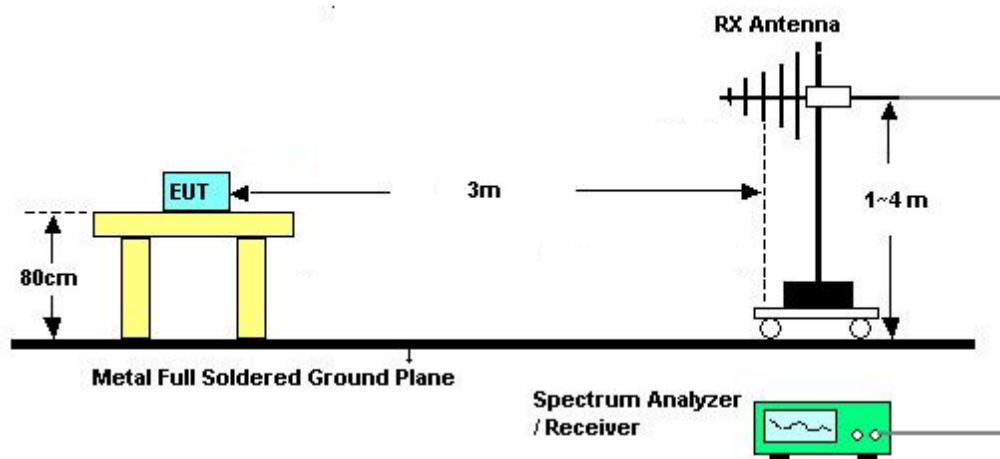 RX Antenna
EUT
3m
1~4 m
80cm
Metal Full Soldered Ground Plane
Spectrum Analyzer
/ Receiver